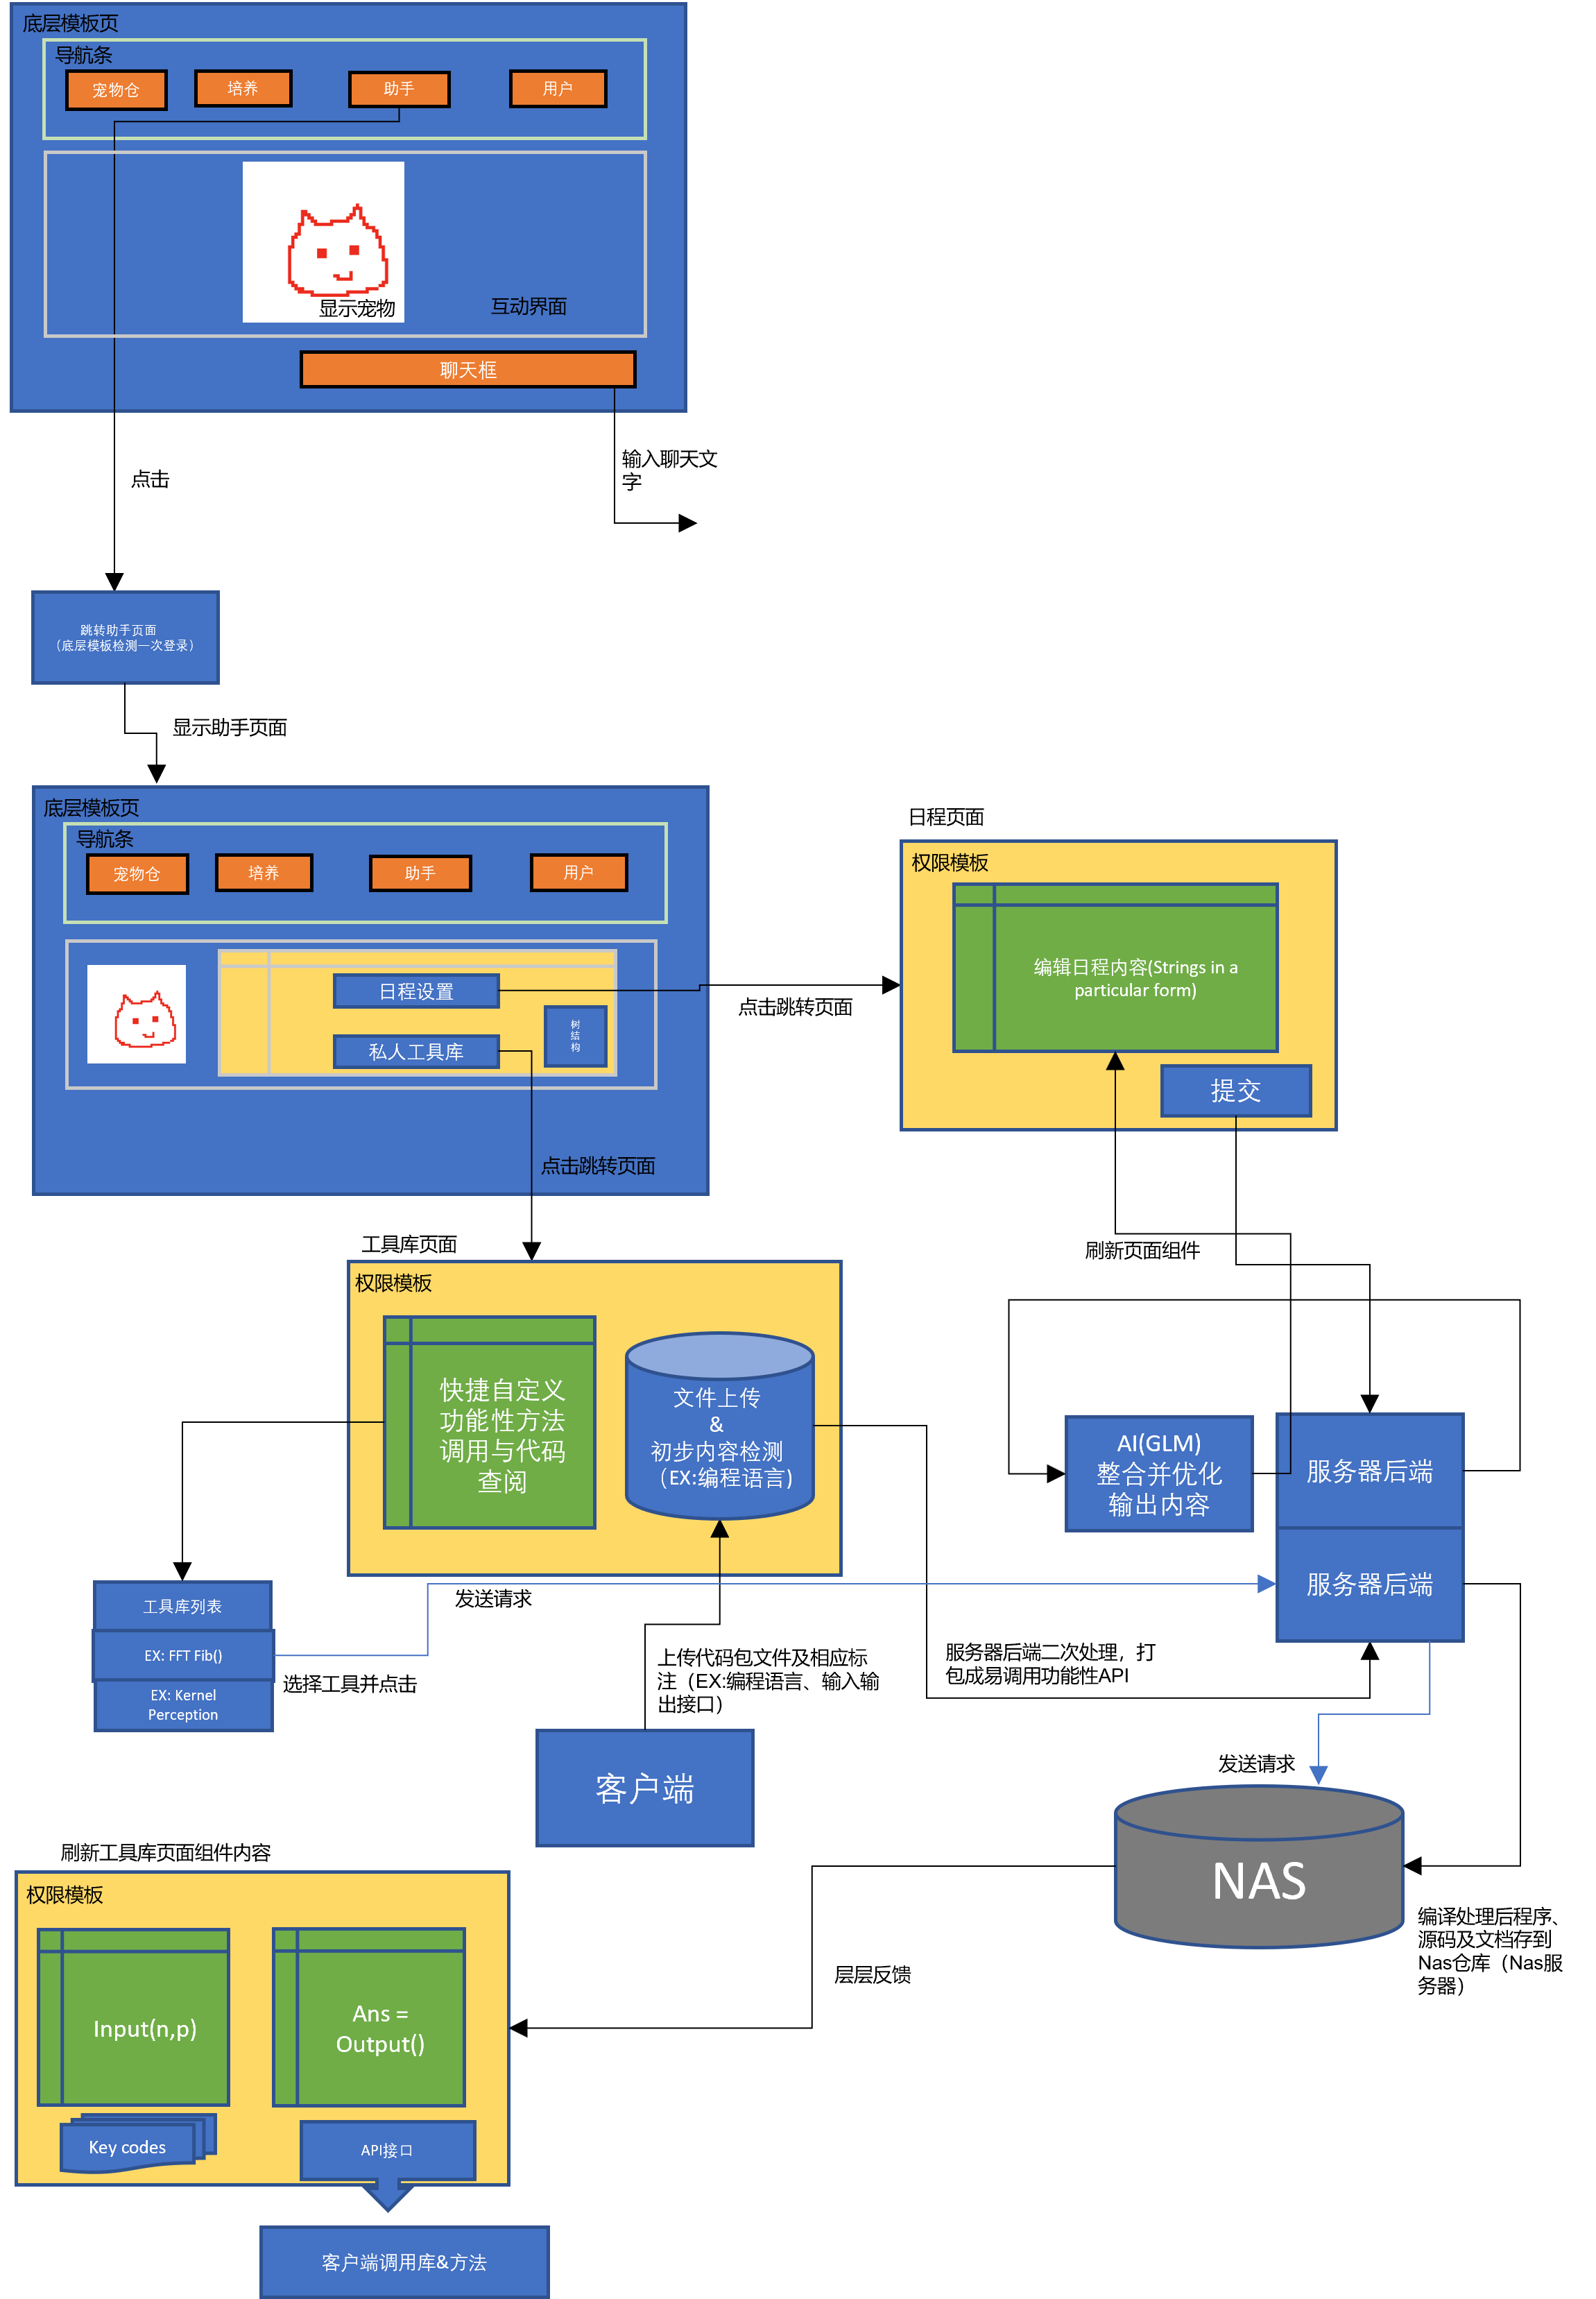 底层模板页
导航条
宠物仓
培养
助手
用户
显示宠物
互动界面
聊天框
点击
输入聊天文
字
跳转助手页面
（底层模板检测一次登录）
显示助手页面
底层模板页
导航条
宠物仓
培养
助手
用户
日程设置
私人工具库
树
结
构
点击跳转页面
日程页面
权限模板
编辑日程内容(Strings in a
particular form)
提交
点击跳转页面
工具库页面
权限模板
快捷自定义
功能性方法
调用与代码
查阅
文件上传
&
初步内容检测
（EX:编程语言)
刷新页面组件
AI(GLM)
整合并优化
输出内容
服务器后端
服务器后端
工具库列表
EX: FFT Fib()
EX: Kernel
Perception
发送请求
选择工具并点击
上传代码包文件及相应标
注（EX:编程语言、输入输
出接口）
服务器后端二次处理，打
包成易调用功能性API
客户端
发送请求
NAS
编译处理后程序、
源码及文档存到
Nas仓库（Nas服
务器）
层层反馈
刷新工具库页面组件内容
权限模板
Input(n,p)
Ans =
Output()
Key codes
API接口
客户端调用库&方法